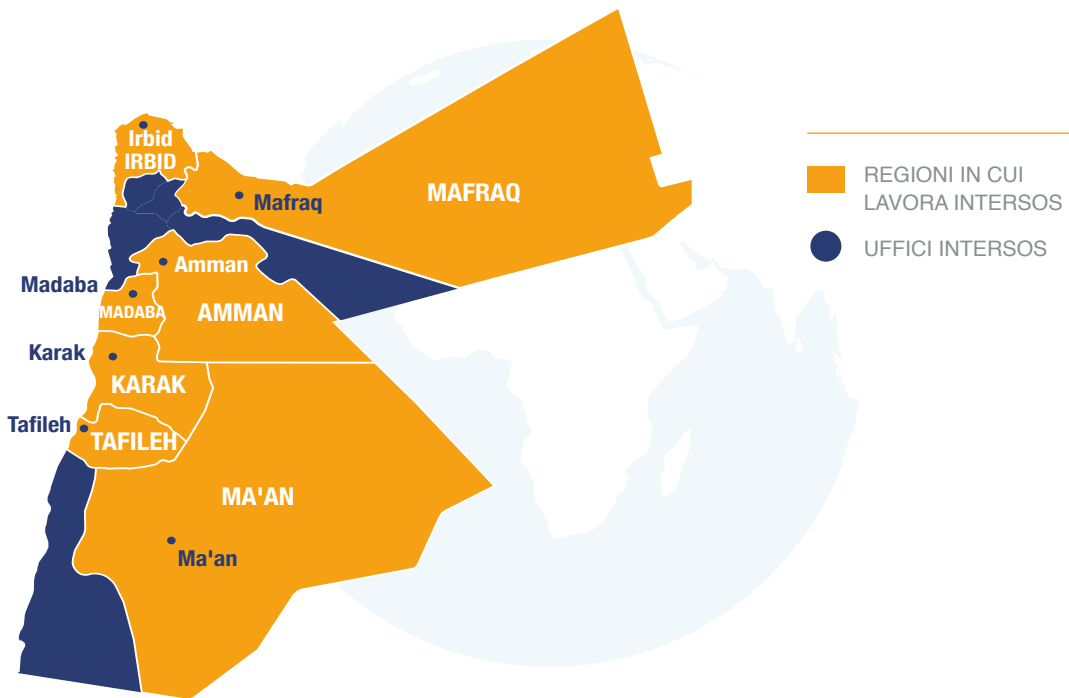 Irbid
IRBID
Mafraq
MAFRAQ
Amman
AMMAN
Madaba
MADABA
Karak
KARAK
Tafileh
TAFILEH
MA'AN
Ma'an
REGIONI IN CUI
LAVORA INTERSOS
UFFICI INTERSOS